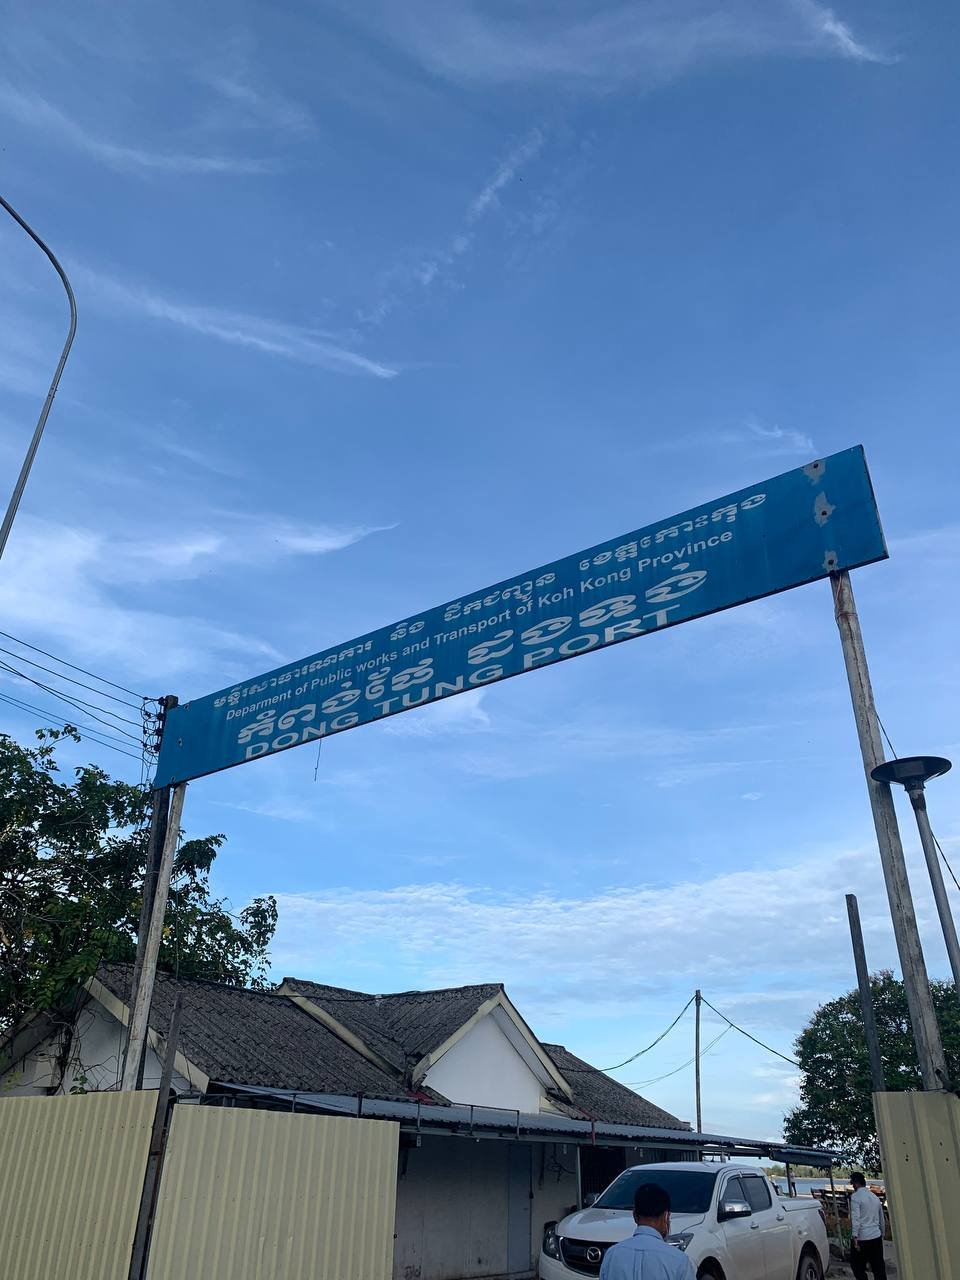 មន្ទីរសាធារណការ និង ដឹកជញ្ជូន ខេត្តកោះកុង
Deparment of Public works and Transport of Koh Kong Province
កំពង់ផែ ដងទង់
DONG TUNG PORT